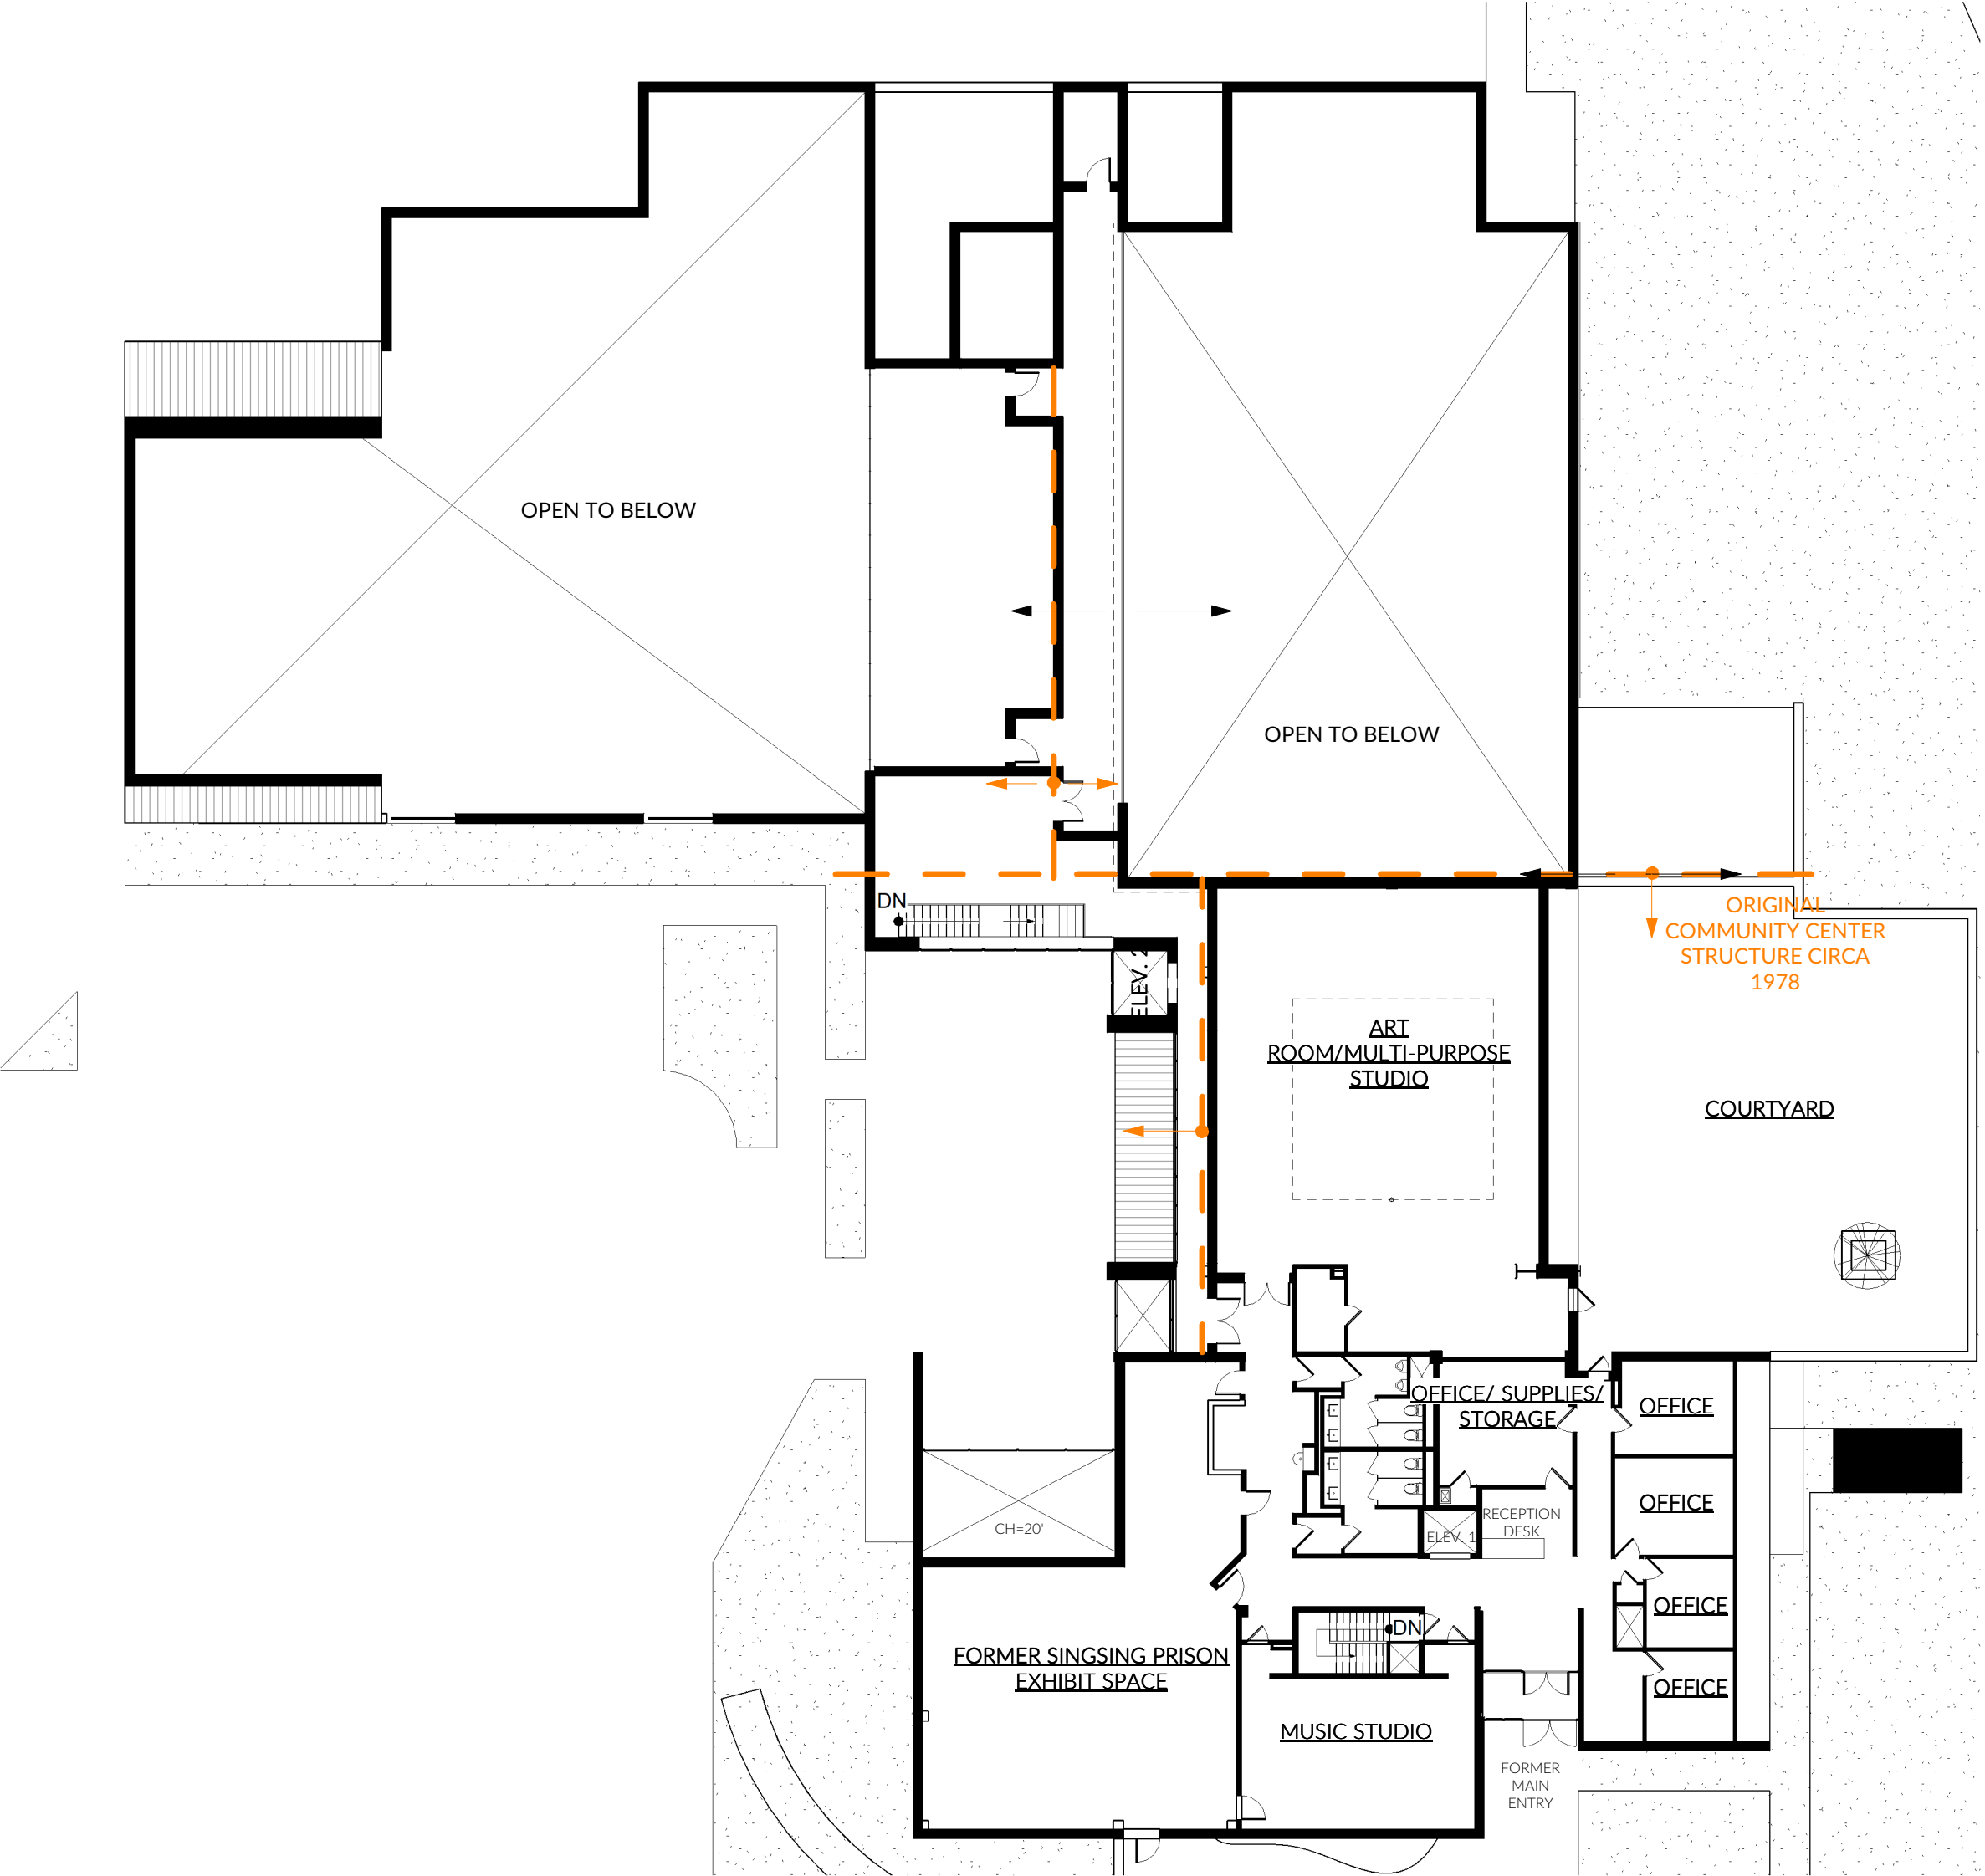 OPEN TO BELOW
OPEN TO BELOW
DN
ORIGINAL
COMMUNITY CENTER
STRUCTURE CIRCA
1978
ELEV. 2
ART
ROOM/MULTI-PURPOSE
STUDIO
COURTYARD
OFFICE/ SUPPLIES/
STORAGE
OFFICE
OFFICE
RECEPTION
DESK
CH=20'
ELEV. 1
OFFICE
DN
FORMER SINGSING PRISON
EXHIBIT SPACE
OFFICE
MUSIC STUDIO
FORMER
MAIN
ENTRY